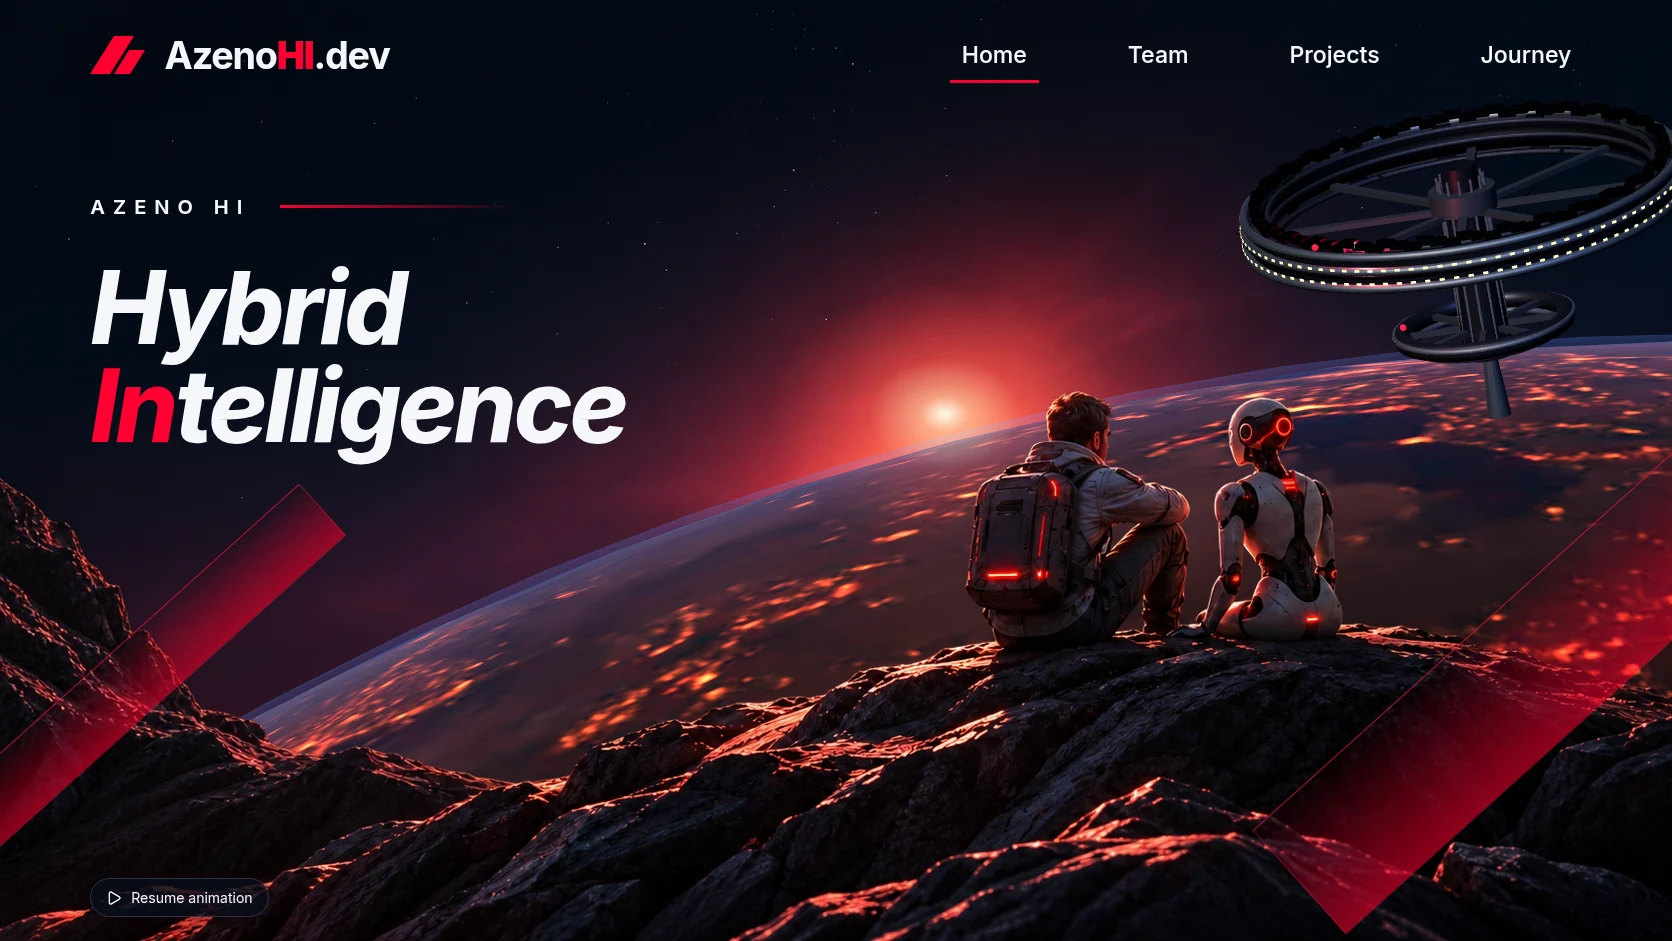 AzenoHI.dev
Home
Team
Projects
Journey
AZENO HI
Hybrid
Intelligence
Resume animation